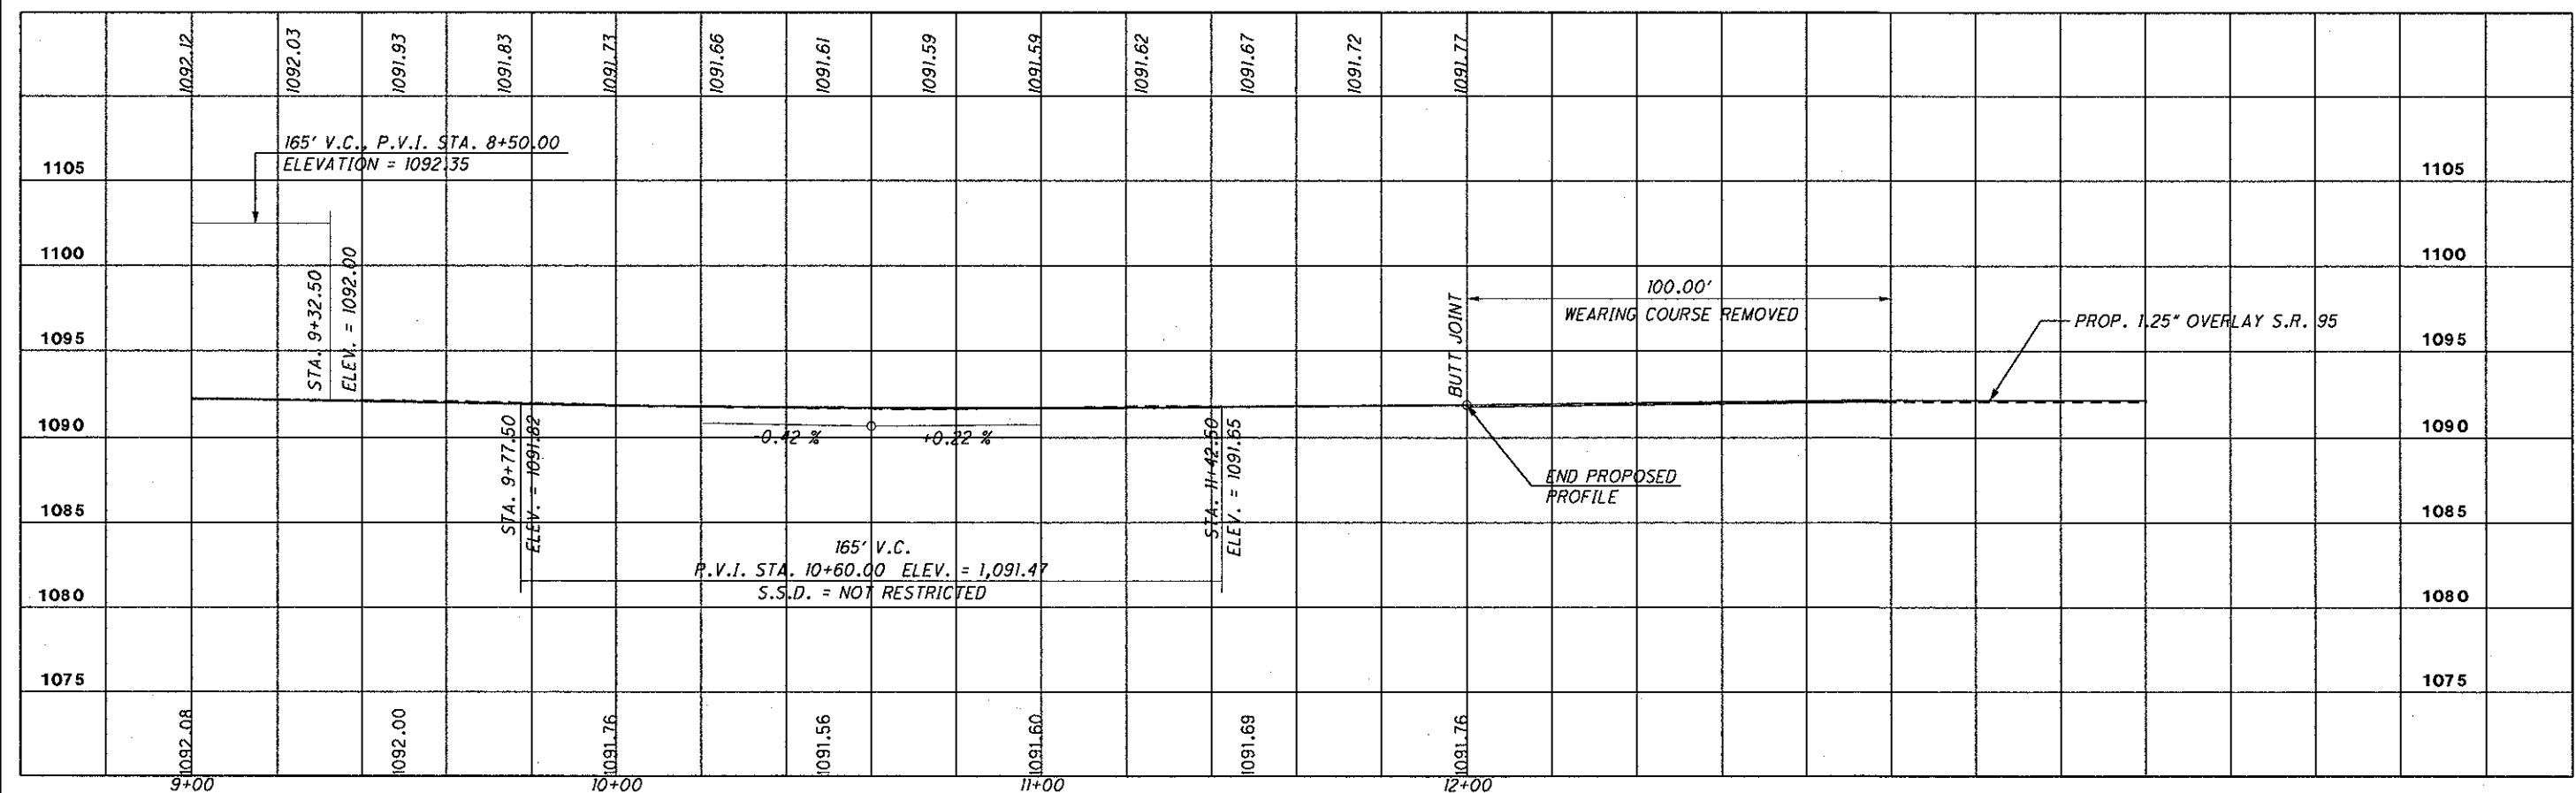 1092.12
1092.03
1091.93
1091.83
1091.73
1091.66
1091.61
1091.59
1091.59
1091.62
1091.67
1091.72
1091.77
165' V.C., P.V.I. STA. 8+50.00
ELEVATION = 1092.35
1105
1105
1100
1100
STA. 9+32.50
ELEV. = 1092.00
BUTT JOINT
100.00'
WEARING COURSE REMOVED
PROP. 1.25" OVERLAY S.R. 95
1095
1095
1090
1090
-0.42 %
+0.22 %
STA. 9+77.50
ELEV. = 1091.82
STA. 11+42.50
ELEV. = 1091.65
END PROPOSED
PROFILE
1085
1085
165' V.C.
P.V.I. STA. 10+60.00 ELEV. = 1,091.47
S.S.D. = NOT RESTRICTED
1080
1080
1075
1075
1092.08
1092.00
1091.76
1091.56
1091.60
1091.69
1091.76
9+00
10+00
11+00
12+00